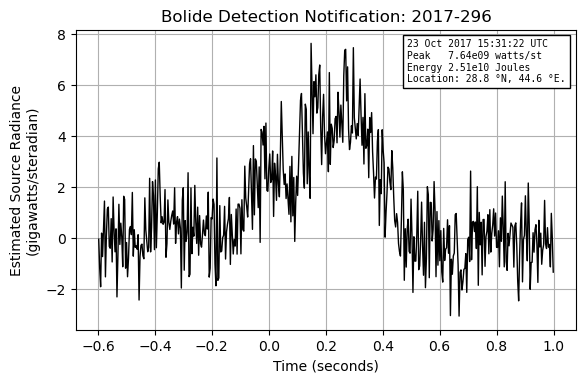 Bolide Detection Notification: 2017-296
23 Oct 2017 15:31:22 UTC
Peak   7.64e09 watts/st
Energy 2.51e10 Joules
Location: 28.8 °N, 44.6 °E.
Estimated Source Radiance
(gigawatts/steradian)
8
6
4
2
0
−2
−0.6
−0.4
−0.2
0.0
0.2
0.4
0.6
0.8
1.0
Time (seconds)